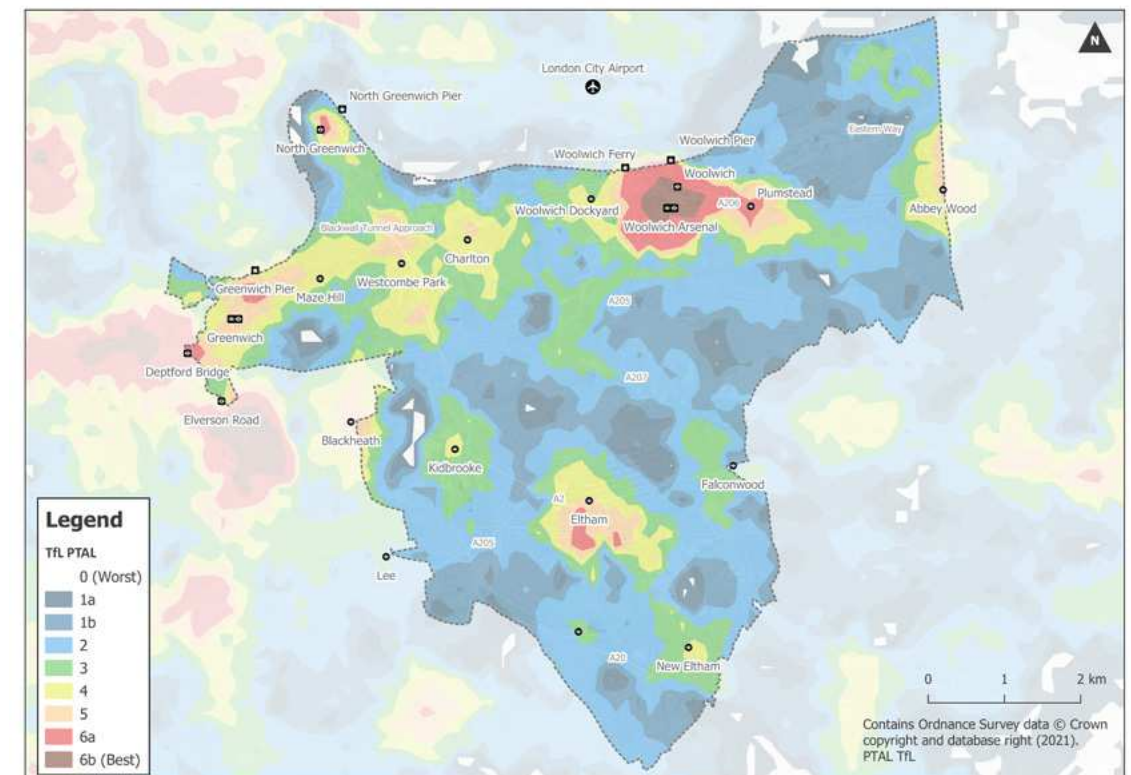 N
London City Airport
North Greenwich Pier
North Greenwich
Eastern Way
Woolwich Pier
Woolwich Ferry
Woolwich
Plumstead
A206
Abbey Wood
Woolwich Dockyard
Woolwich Arsenal
Blackwall Tunnel Approach
Charlton
Westcombe Park
Greenwich Pier
Maze Hill
A205
Greenwich
Deptford Bridge
A207
Elverson Road
Blackheath
Kidbrooke
Falconwood
A2
Eltham
A205
Lee
A20
New Eltham
Legend
TfL PTAL
0 (Worst)
1a
1b
2
3
4
5
6a
6b (Best)
0 1 2 km
Contains Ordnance Survey data © Crown
copyright and database right (2021).
PTAL TfL